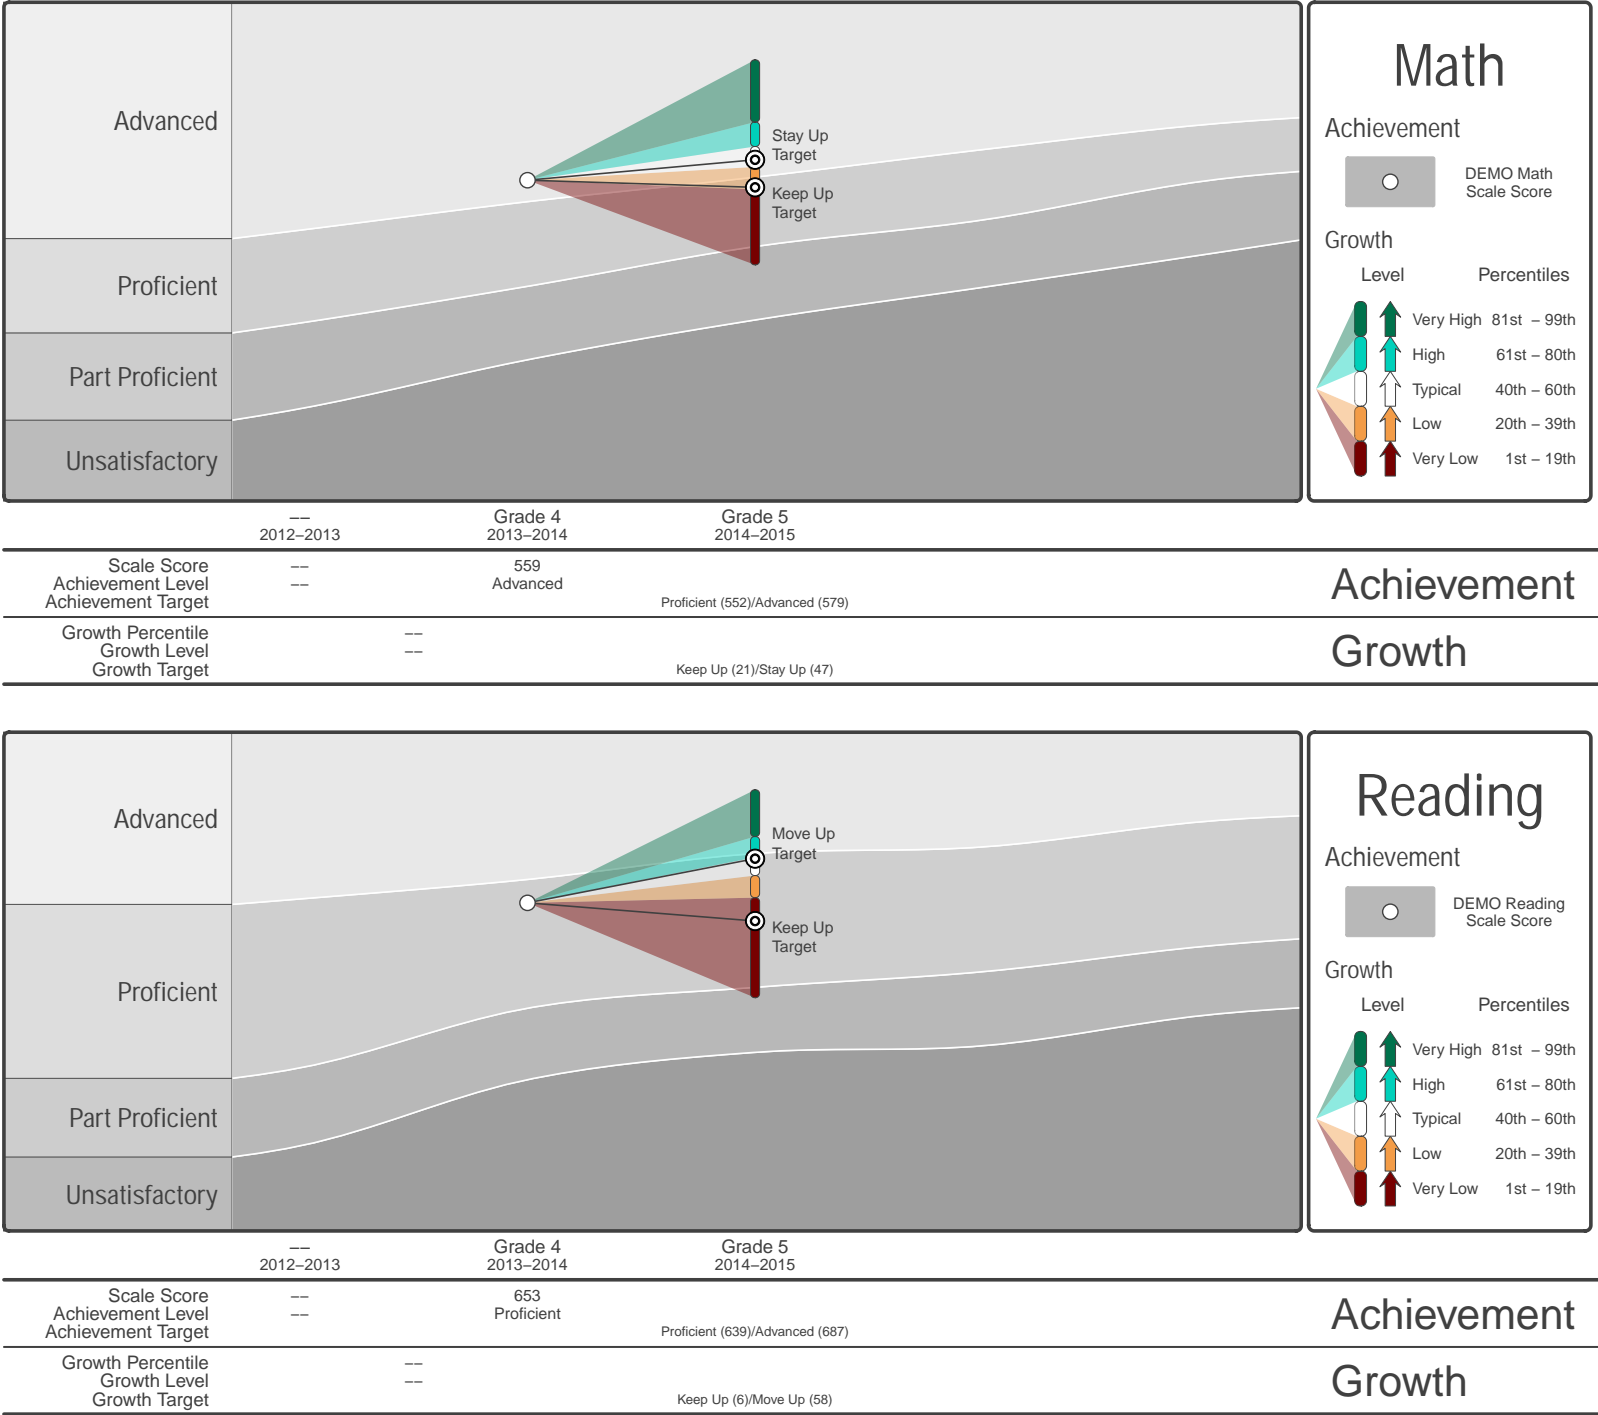 Advanced
Proficient
Part Proficient
Unsatisfactory
Stay Up
Target
Keep Up
Target
Math
Achievement
DEMO Math
Scale Score
Growth
Level Percentiles
Very High 81st – 99th
High 61st – 80th
Typical 40th – 60th
Low 20th – 39th
Very Low 1st – 19th
–– Grade 4 Grade 5
2012–2013 2013–2014 2014–2015
Scale Score –– 559
Achievement Level –– Advanced
Achievement Target Proficient (552)/Advanced (579)
Achievement
Growth Percentile ––
Growth Level ––
Growth Target Keep Up (21)/Stay Up (47)
Growth
Advanced
Proficient
Part Proficient
Unsatisfactory
Move Up
Target
Keep Up
Target
Reading
Achievement
DEMO Reading
Scale Score
Growth
Level Percentiles
Very High 81st – 99th
High 61st – 80th
Typical 40th – 60th
Low 20th – 39th
Very Low 1st – 19th
–– Grade 4 Grade 5
2012–2013 2013–2014 2014–2015
Scale Score –– 653
Achievement Level –– Proficient
Achievement Target Proficient (639)/Advanced (687)
Achievement
Growth Percentile ––
Growth Level ––
Growth Target Keep Up (6)/Move Up (58)
Growth